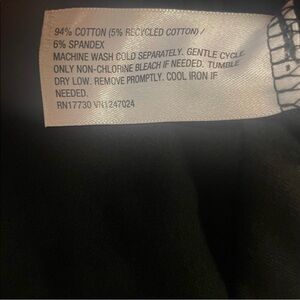 94% COTTON (5% RECYCLED COTTON) /
6% SPANDEX
MACHINE WASH COLD SEPARATELY. GENTLE CYCLE.
ONLY NON-CHLORINE BLEACH IF NEEDED. TUMBLE
DRY LOW. REMOVE PROMPTLY. COOL IRON IF
NEEDED.
RN17730 VN1247024